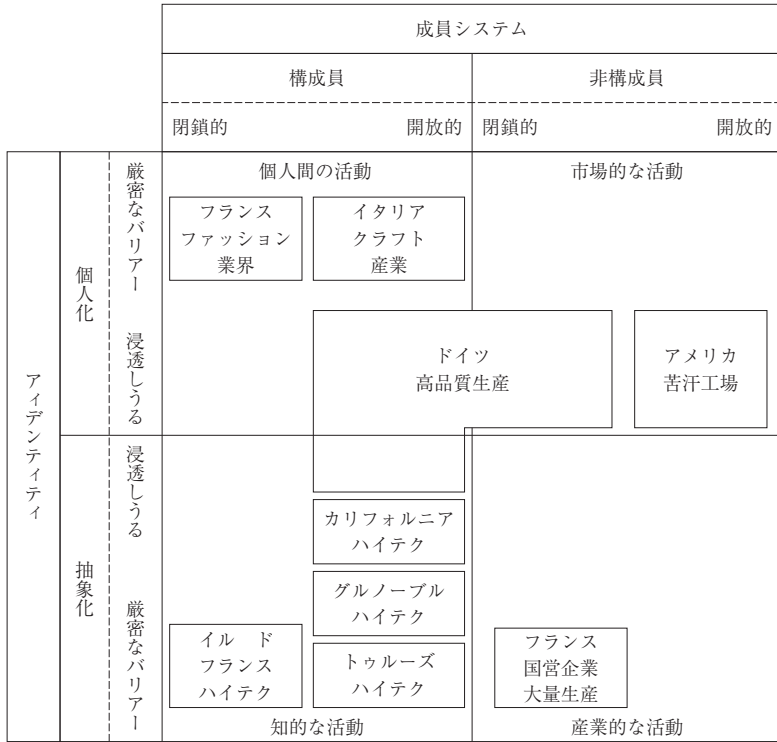 成員システム
構成員
非構成員
閉鎖的
開放的
閉鎖的
開放的
アイデンティティ
個人化
厳密なバリアー
浸透しうる
個人間の活動
市場的な活動
フランス
ファッション
業界
イタリア
クラフト
産業
ドイツ
高品質生産
アメリカ
苦汗工場
抽象化
浸透しうる
厳密なバリアー
カリフォルニア
ハイテク
グルノーブル
ハイテク
イル ド
フランス
ハイテク
トゥルーズ
ハイテク
フランス
国営企業
大量生産
知的な活動
産業的な活動